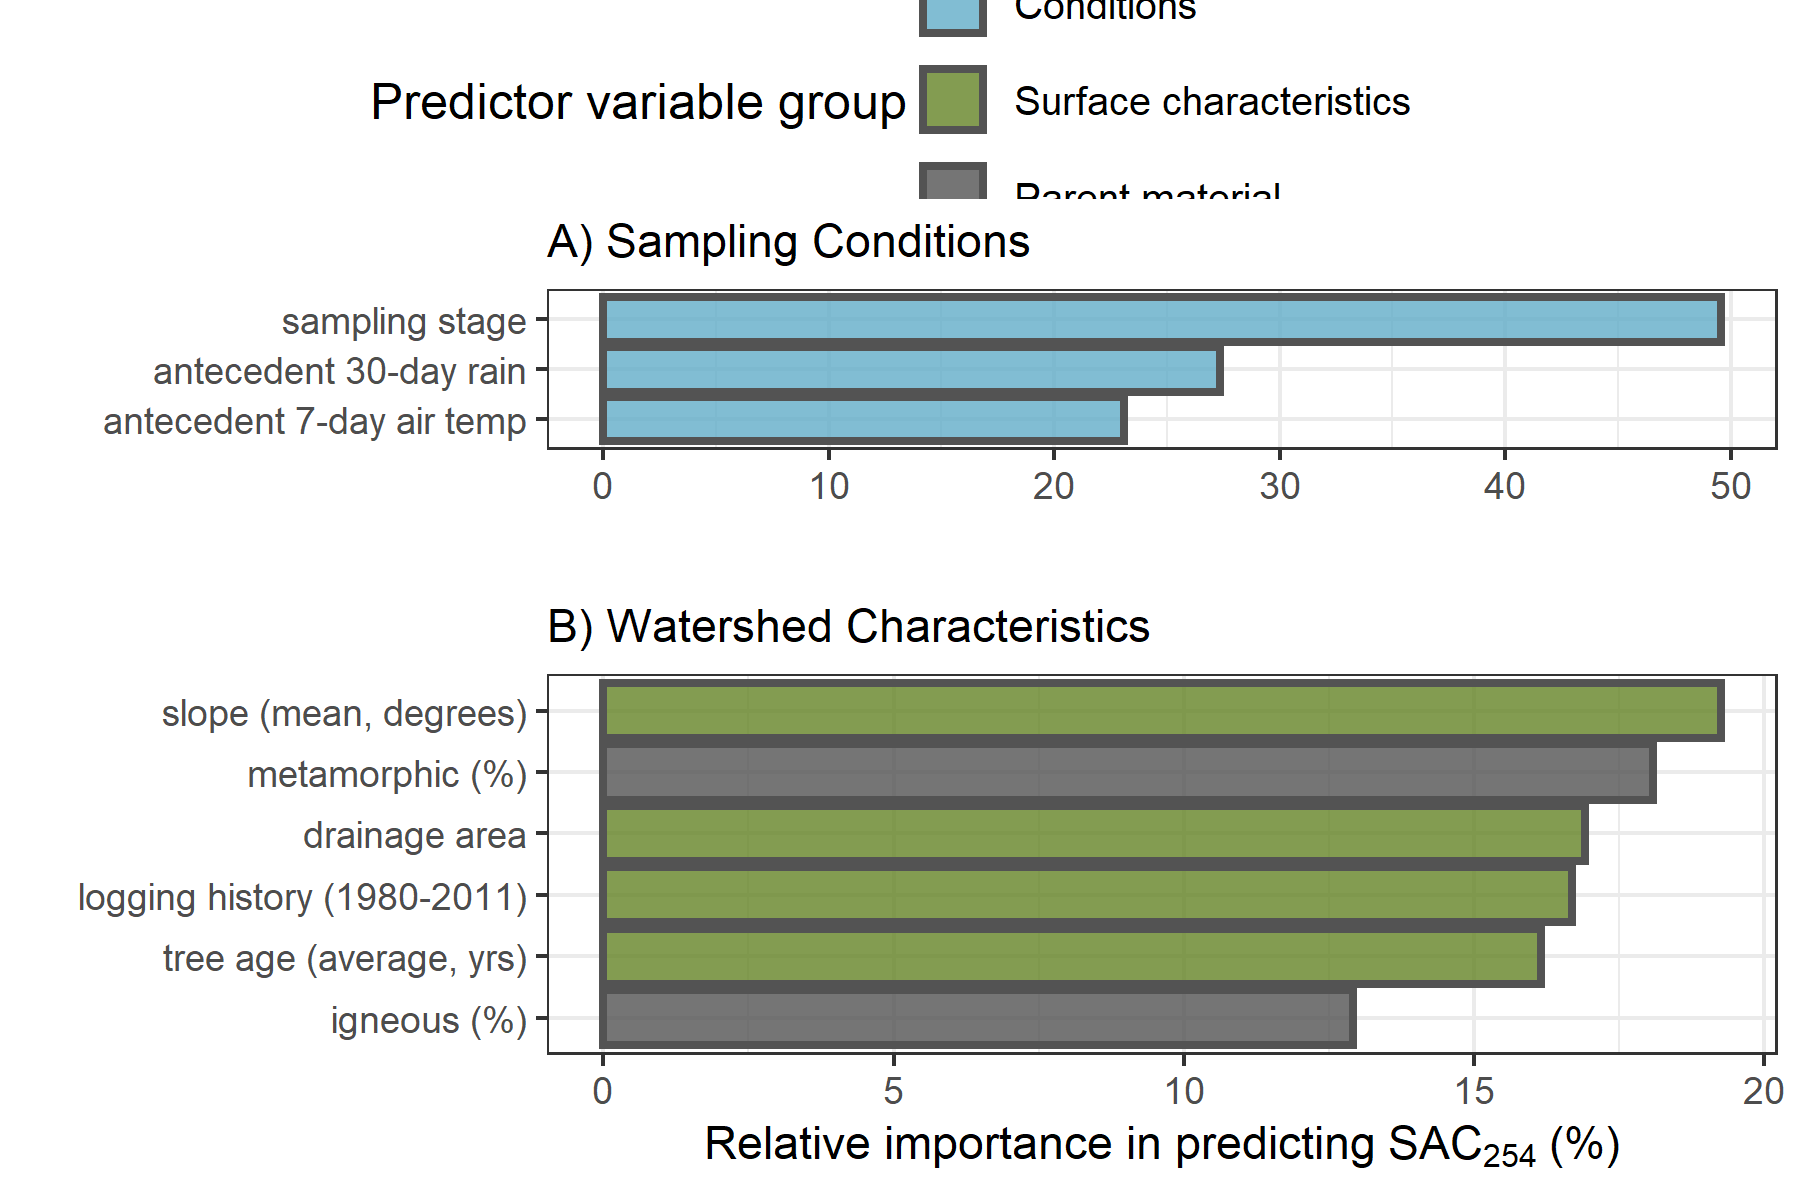 Conditions
Predictor variable group
Surface characteristics
Parent material
A) Sampling Conditions
sampling stage
antecedent 30-day rain
antecedent 7-day air temp
0 10 20 30 40 50
B) Watershed Characteristics
slope (mean, degrees)
metamorphic (%)
drainage area
logging history (1980-2011)
tree age (average, yrs)
igneous (%)
0 5 10 15 20
Relative importance in predicting SAC₂₅₄ (%)